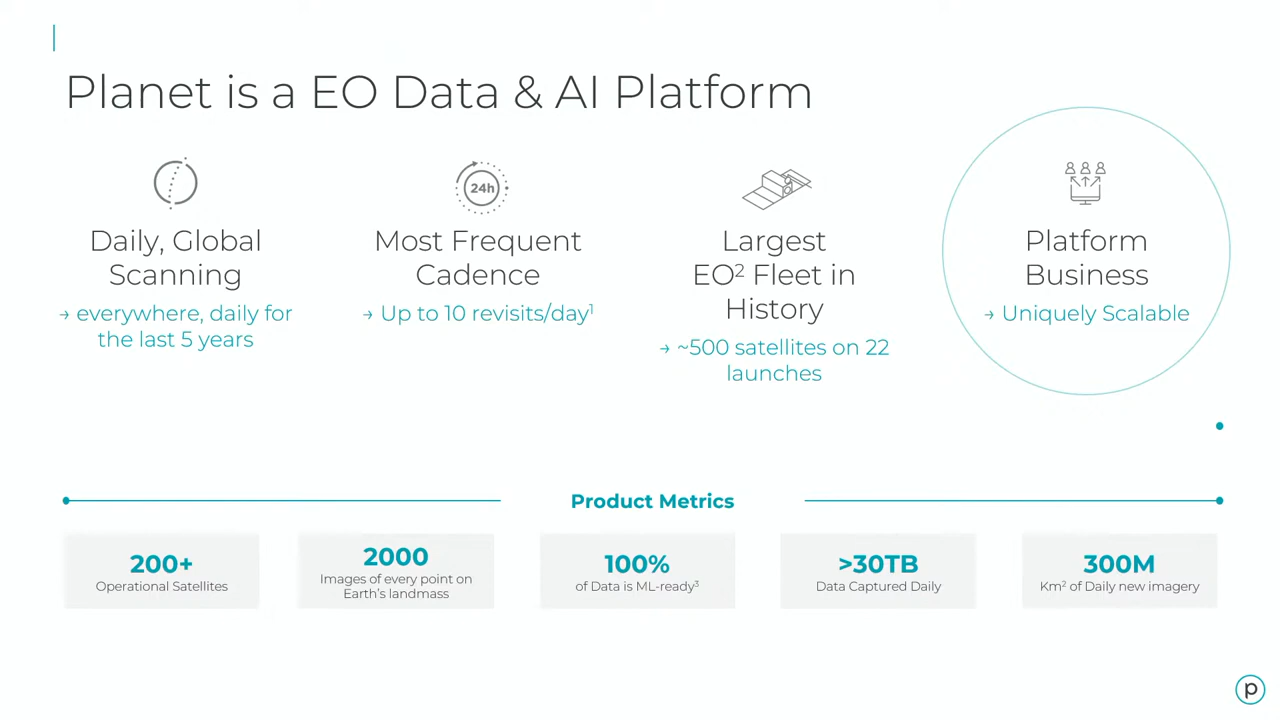 Planet is a EO Data & AI Platform
24h
Daily, Global
Scanning
→ everywhere, daily for
the last 5 years
Most Frequent
Cadence
→ Up to 10 revisits/day¹
Largest
EO² Fleet in
History
→ ~500 satellites on 22
launches
Platform
Business
→ Uniquely Scalable
Product Metrics
200+
Operational Satellites
2000
Images of every point on
Earth's landmass
100%
of Data is ML-ready³
>30TB
Data Captured Daily
300M
Km² of Daily new imagery
p